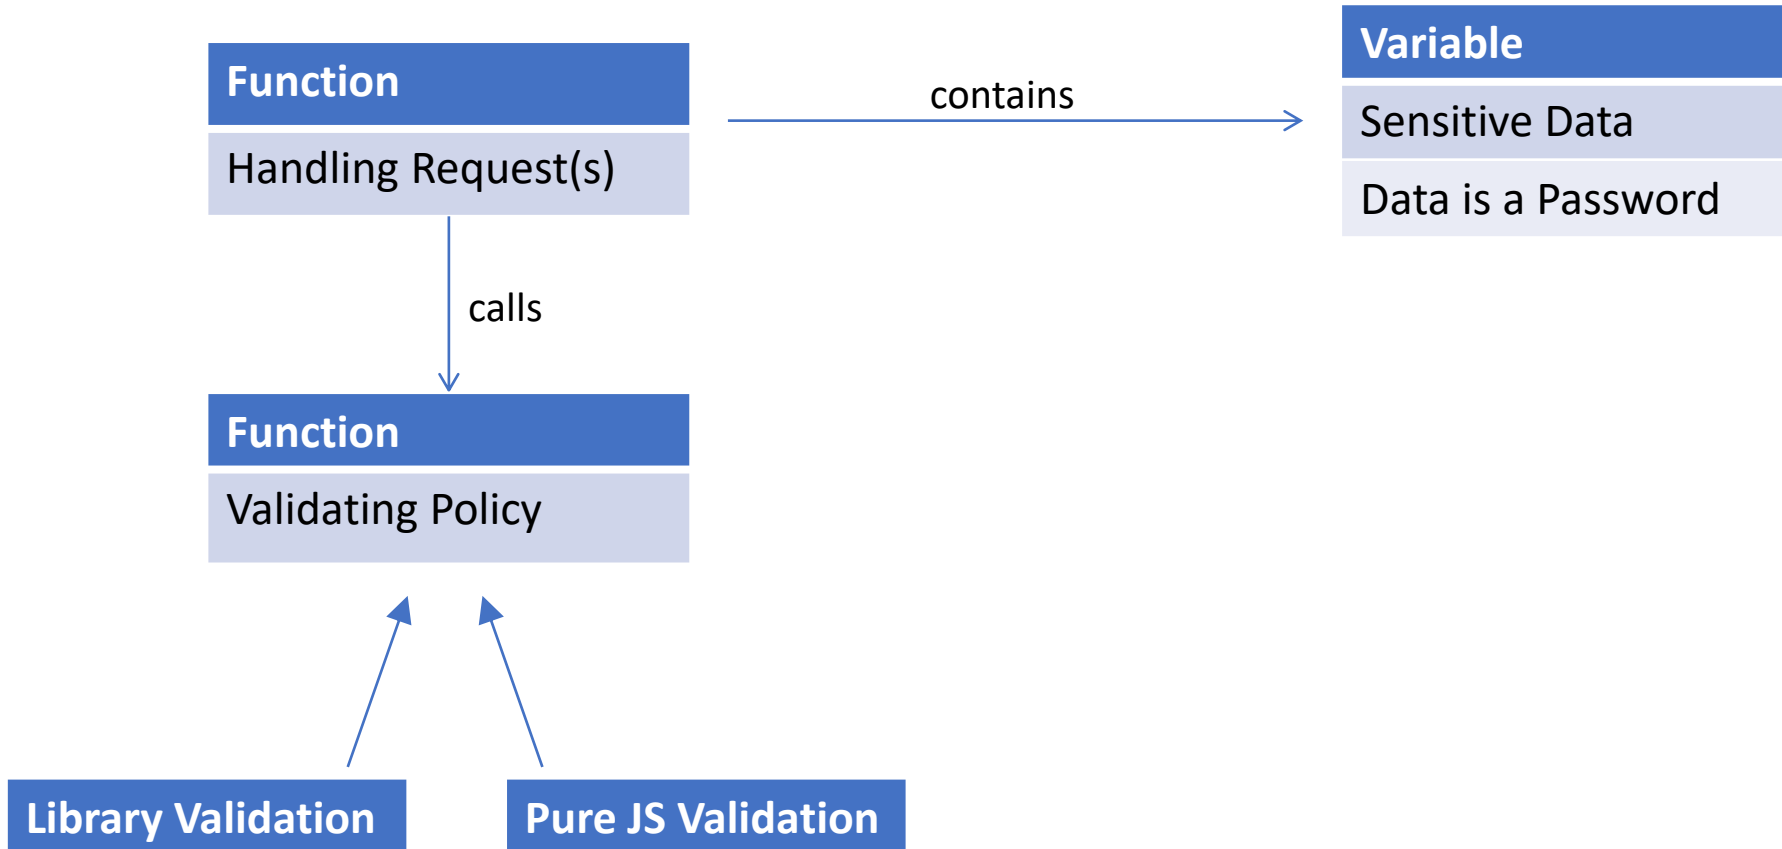 Function
Handling Request(s)
contains
Variable
Sensitive Data
Data is a Password
calls
Function
Validating Policy
Library Validation
Pure JS Validation